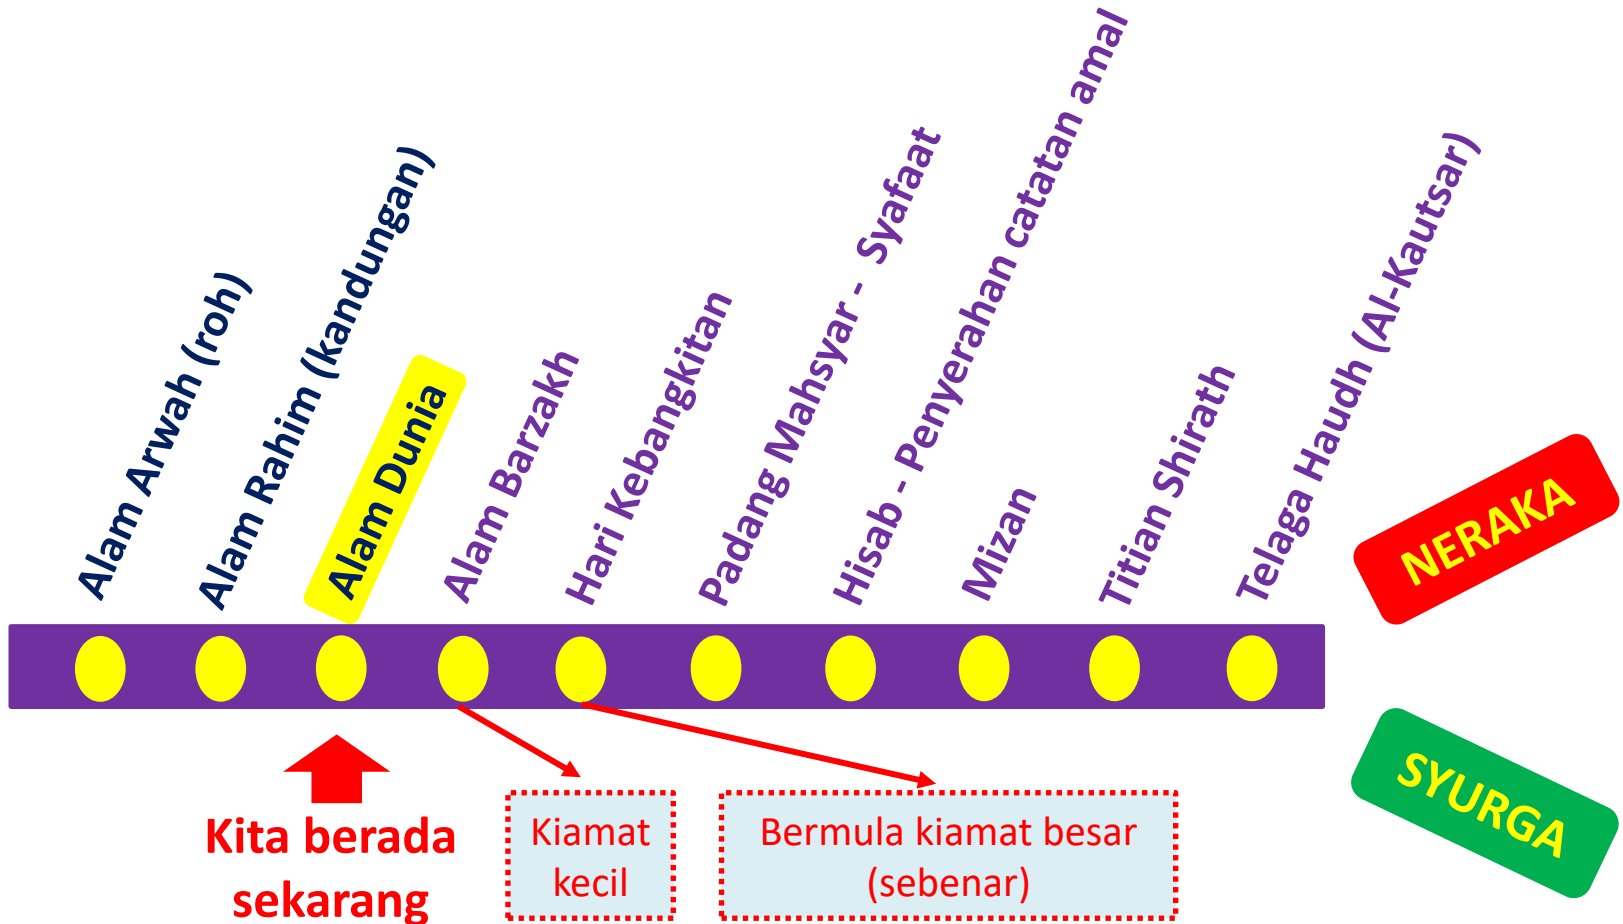 Alam Arwah (roh)
Alam Rahim (kandungan)
Alam Dunia
Alam Barzakh
Hari Kebangkitan
Padang Mahsyar - Syafaat
Hisab - Penyerahan catatan amal
Mizan
Titian Shirath
Telaga Haudh (Al-Kautsar)
NERAKA
SYURGA
Kita berada
sekarang
Kiamat
kecil
Bermula kiamat besar
(sebenar)